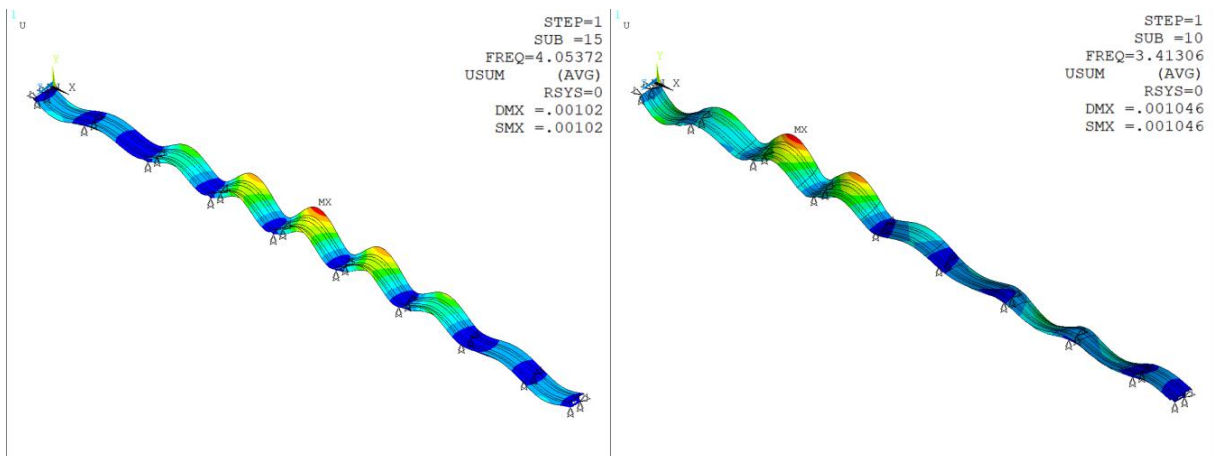 1
U
STEP=1
SUB =15
FREQ=4.05372
USUM (AVG)
RSYS=0
DMX =.00102
SMX =.00102
Y
X
MX
1
U
STEP=1
SUB =10
FREQ=3.41306
USUM (AVG)
RSYS=0
DMX =.001046
SMX =.001046
Y
X
MX